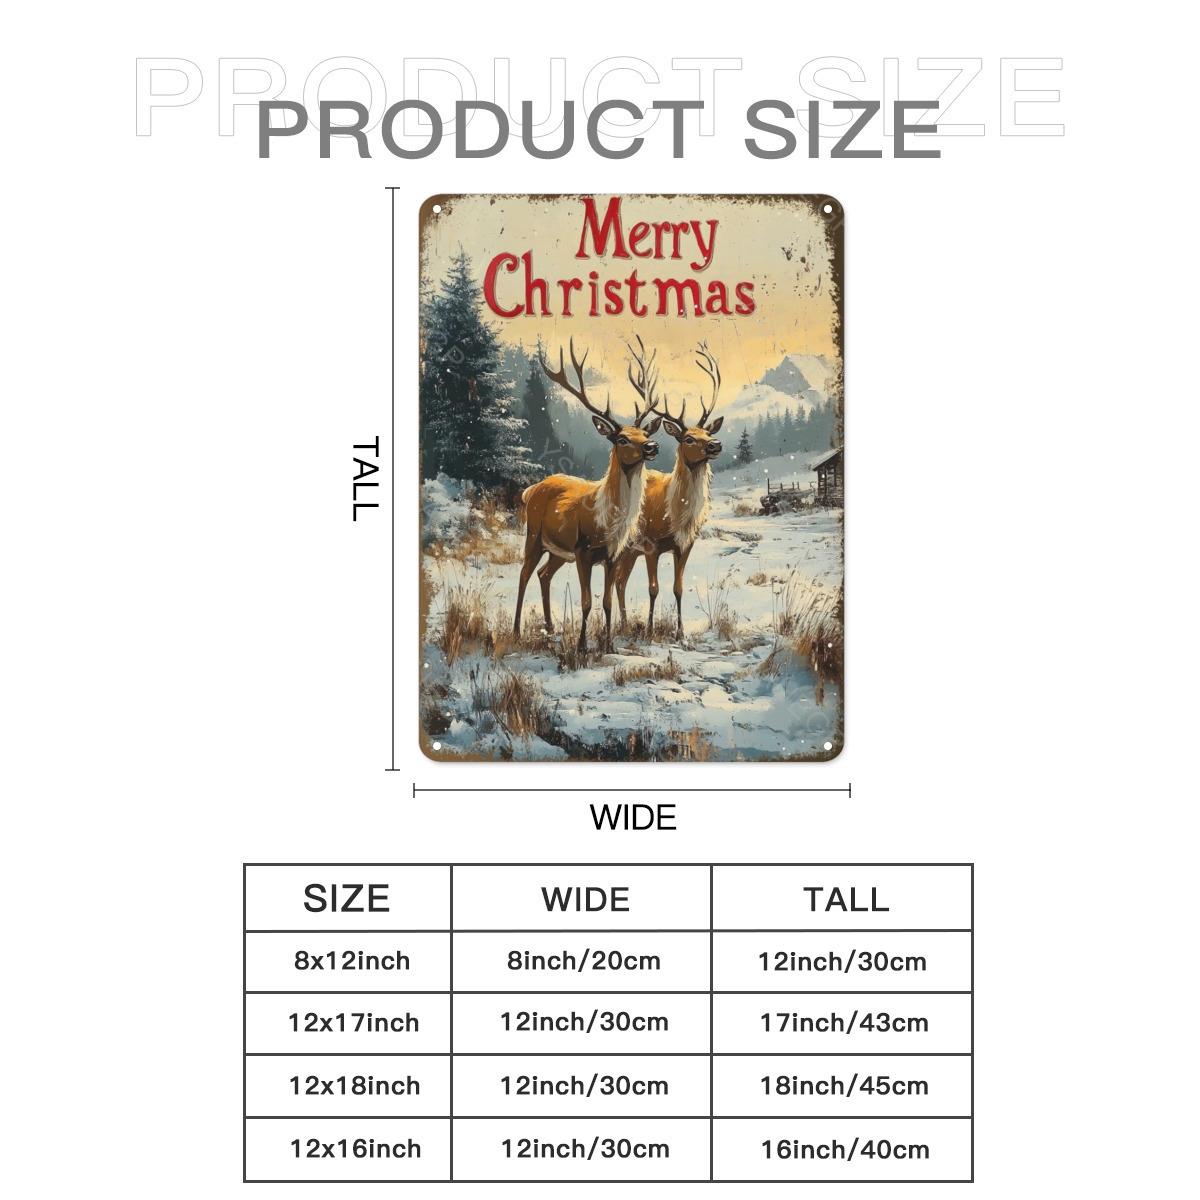 PRODUCT SIZE
PRODUCT SIZE
Merry
Christmas
TALL
WIDE
SIZE WIDE TALL
8x12inch 8inch/20cm 12inch/30cm
12x17inch 12inch/30cm 17inch/43cm
12x18inch 12inch/30cm 18inch/45cm
12x16inch 12inch/30cm 16inch/40cm